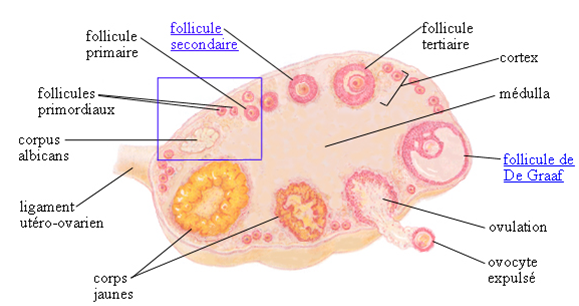 follicule
primaire
follicule
secondaire
follicule
tertiaire
cortex
follicules
primordiaux
médulla
corpus
albicans
follicule de
De Graaf
ligament
utéro-ovarien
ovulation
ovocyte
expulsé
corps
jaunes